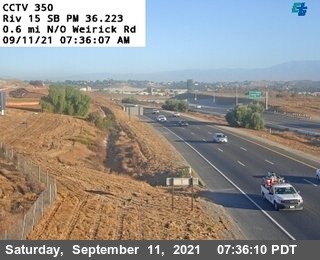 CCTV 350
Riv 15 SB PM 36.223
0.6 mi N/O Weirick Rd
09/11/21 07:36:07 AM
Saturday, September 11, 2021 07:36:10 PDT